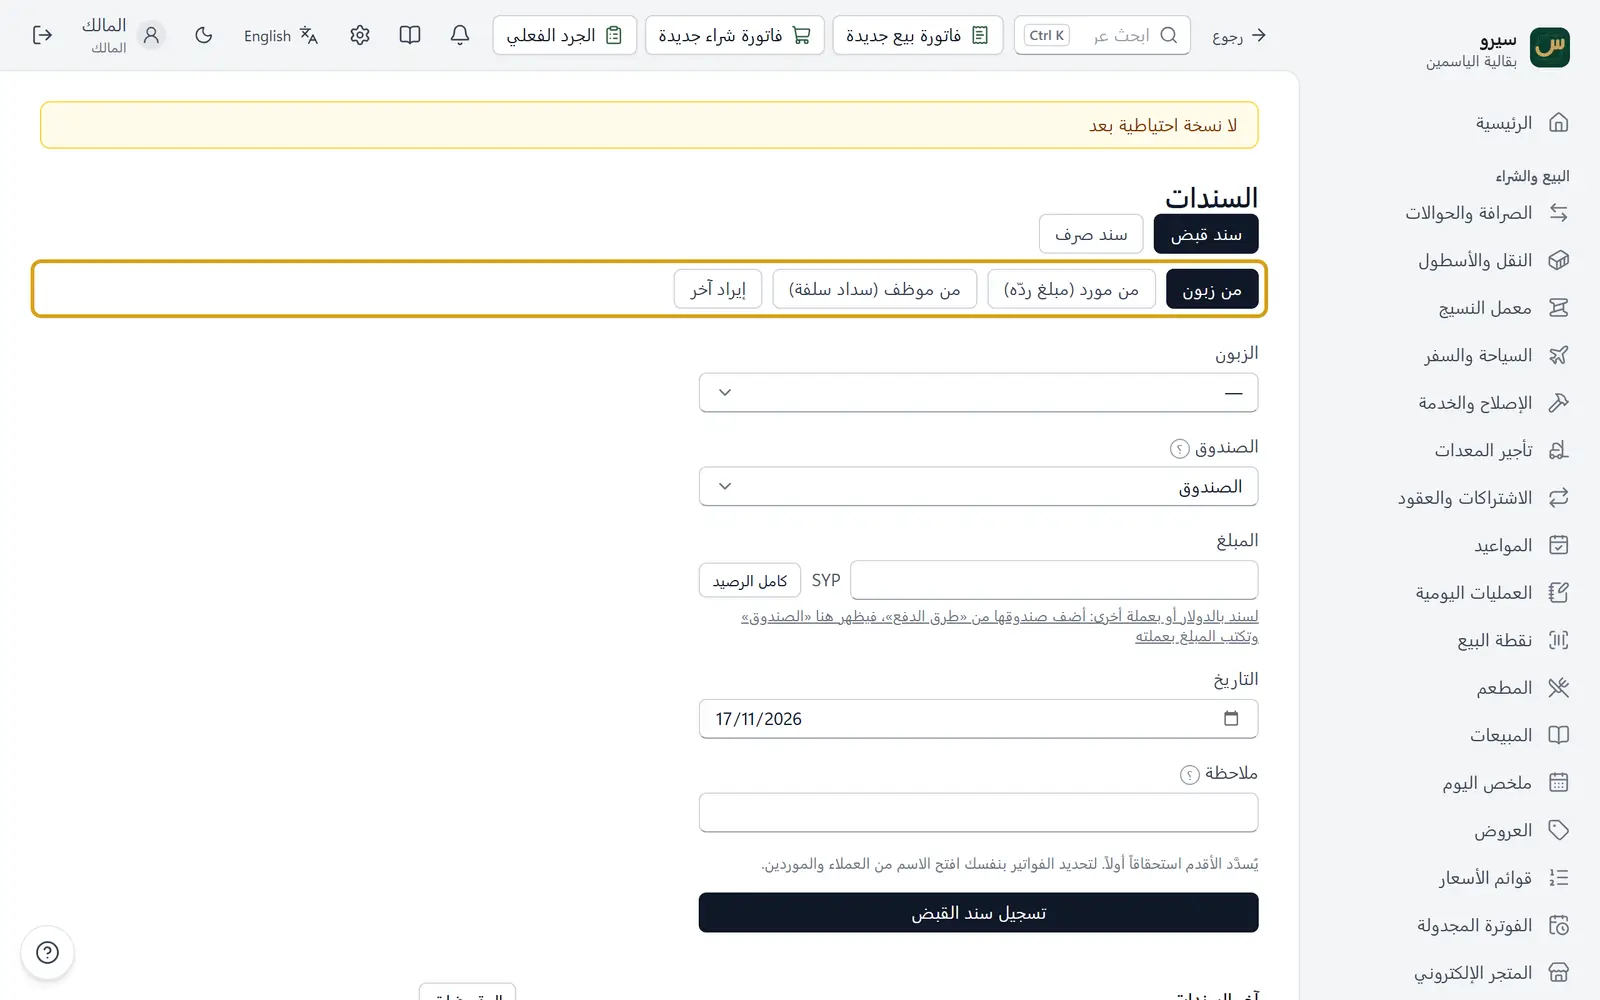 سيرو
بقالية الياسمين
رجوع
ابحث عن
Ctrl K
فاتورة بيع جديدة
فاتورة شراء جديدة
الجرد الفعلي
English
المالك
المالك
الرئيسية
البيع والشراء
الصرافة والحوالات
النقل والأسطول
معمل النسيج
السياحة والسفر
الإصلاح والخدمة
تأجير المعدات
الاشتراكات والعقود
المواعيد
العمليات اليومية
نقطة البيع
المطعم
المبيعات
ملخص اليوم
العروض
قوائم الأسعار
الفوترة المجدولة
المتجر الإلكتروني
لا نسخة احتياطية بعد
السندات
سند قبض
سند صرف
من زبون
من مورد (مبلغ ردّه)
من موظف (سداد سلفة)
إيراد آخر
الزبون
—
الصندوق ؟
الصندوق
المبلغ
SYP
كامل الرصيد
لسند بالدولار أو بعملة أخرى: أضف صندوقها من «طرق الدفع»، فيظهر هنا «الصندوق»
وتكتب المبلغ بعملته
التاريخ
17/11/2026
ملاحظة ؟
يُسدَّد الأقدم استحقاقاً أولاً. لتحديد الفواتير بنفسك افتح الاسم من العملاء والموردين.
تسجيل سند القبض
آخر السندات